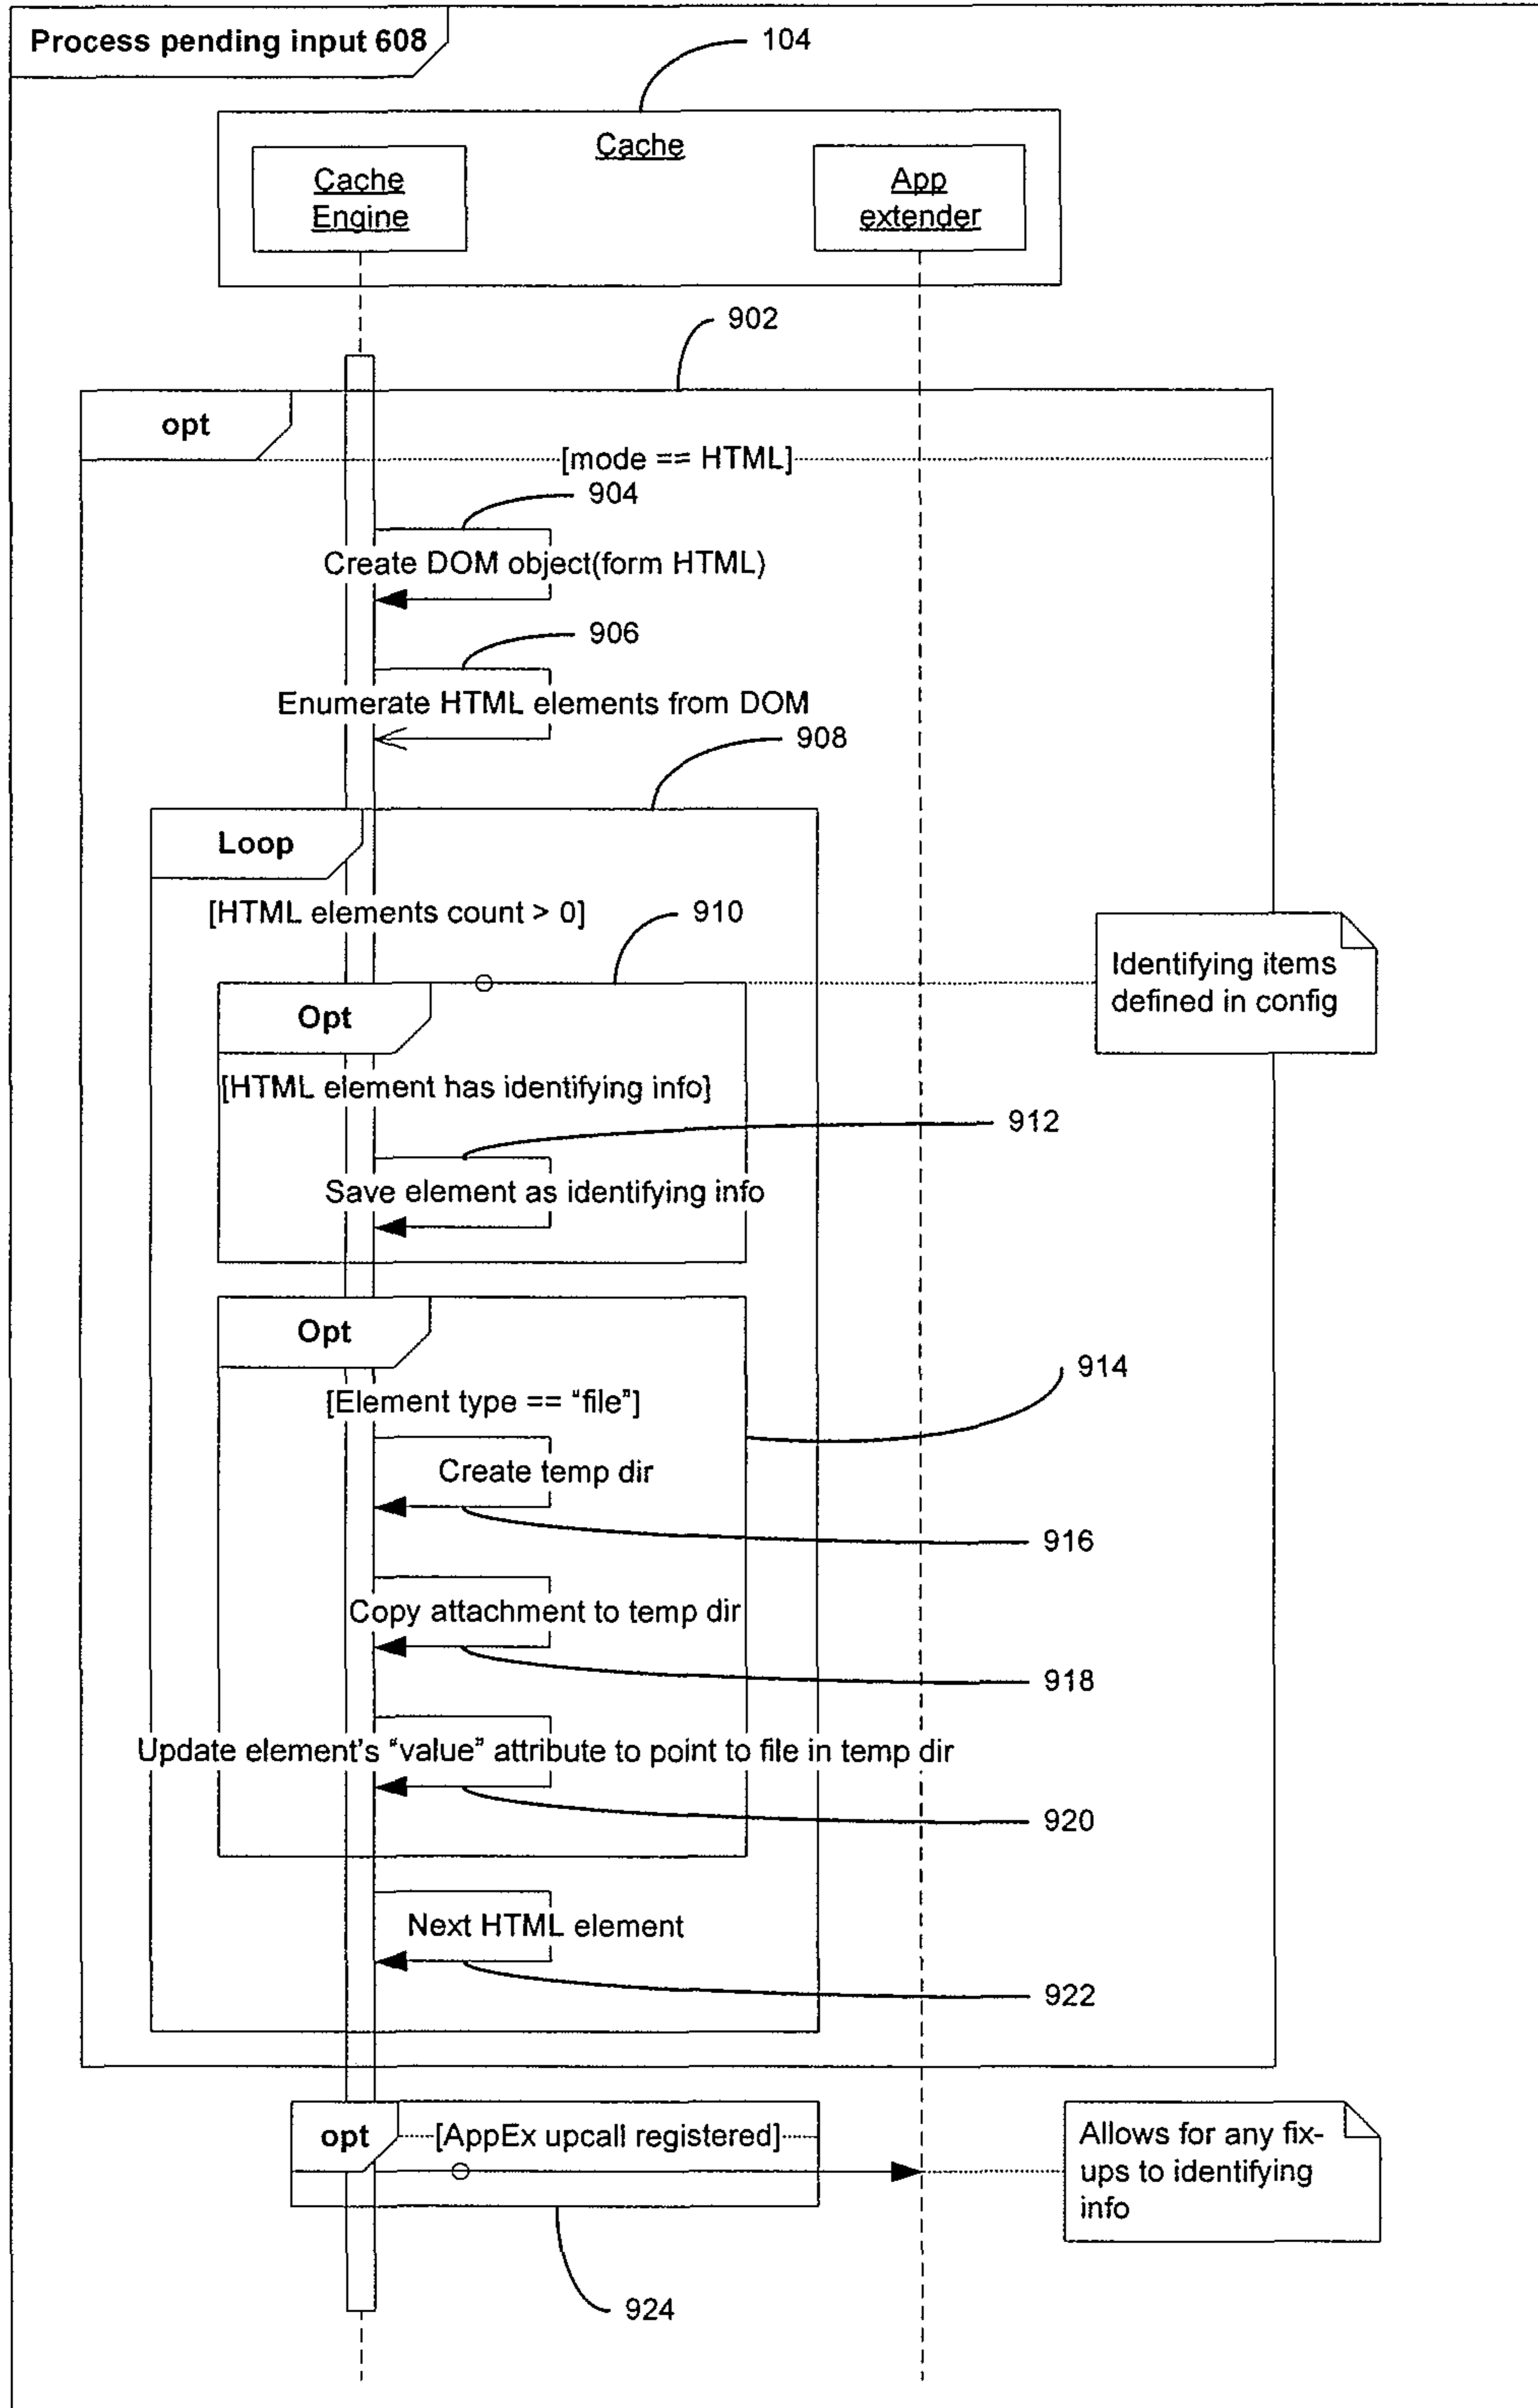 Process pending input 608
104
Cache
Cache
Engine
App
extender
902
opt
[mode == HTML]
904
Create DOM object(form HTML)
906
Enumerate HTML elements from DOM
908
Loop
[HTML elements count > 0]
910
Identifying items
defined in config
Opt
[HTML element has identifying info]
912
Save element as identifying info
Opt
914
[Element type == “file”]
Create temp dir
916
Copy attachment to temp dir
918
Update element's “value” attribute to point to file in temp dir
920
Next HTML element
922
opt
[AppEx upcall registered]
Allows for any fix-
ups to identifying
info
924